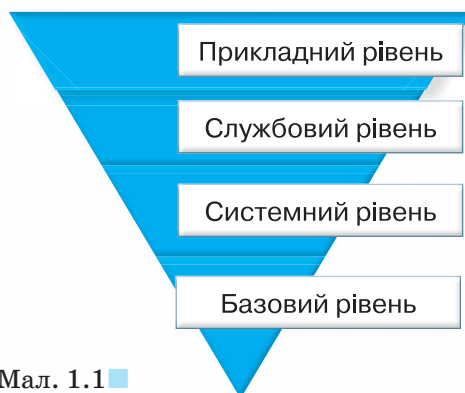 Прикладний рівень
Службовий рівень
Системний рівень
Базовий рівень
Мал. 1.1